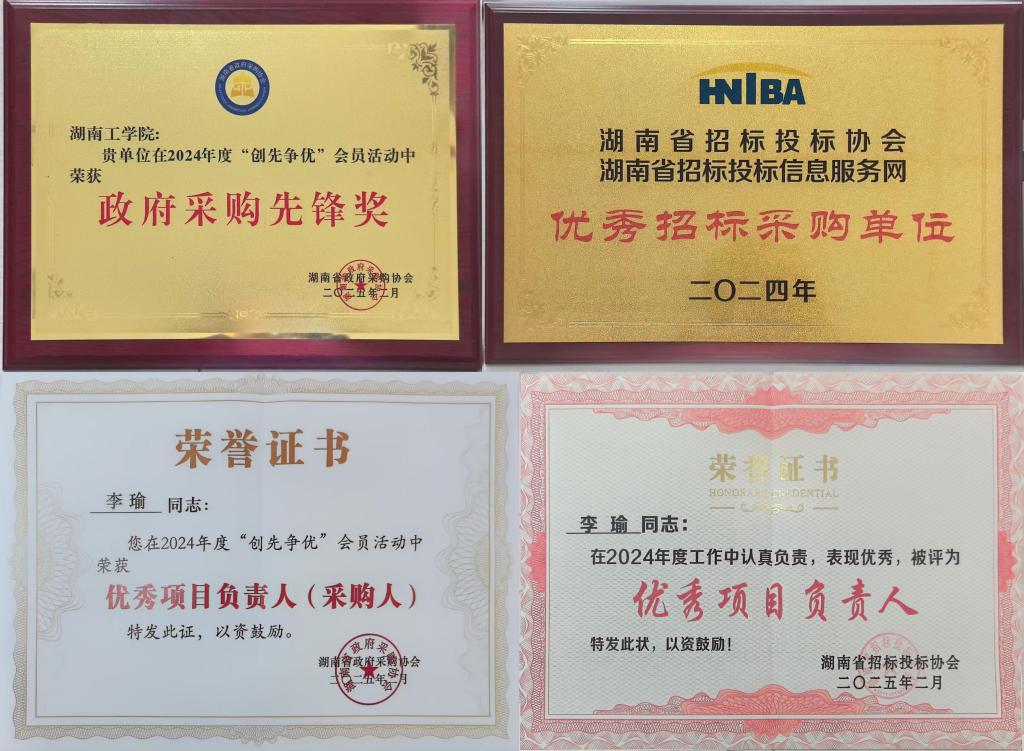 湖南省政府采购协会
湖南工学院:
贵单位在2024年度“创先争优”会员活动中
荣获
政府采购先锋奖
湖南省政府采购协会
二〇二五年二月
HNIBA
湖南省招标投标协会
湖南省招标投标信息服务网
优秀招标采购单位
二〇二四年
荣誉证书
李瑜 同志:
您在2024年度“创先争优”会员活动中
荣获
优秀项目负责人(采购人)
特发此证,以资鼓励。
湖南省政府采购协会
二〇二五年二月
荣誉证书
李瑜 同志:
在2024年度工作中认真负责,表现优秀,被评为
优秀项目负责人
特发此状,以资鼓励!
湖南省招标投标协会
二〇二五年二月